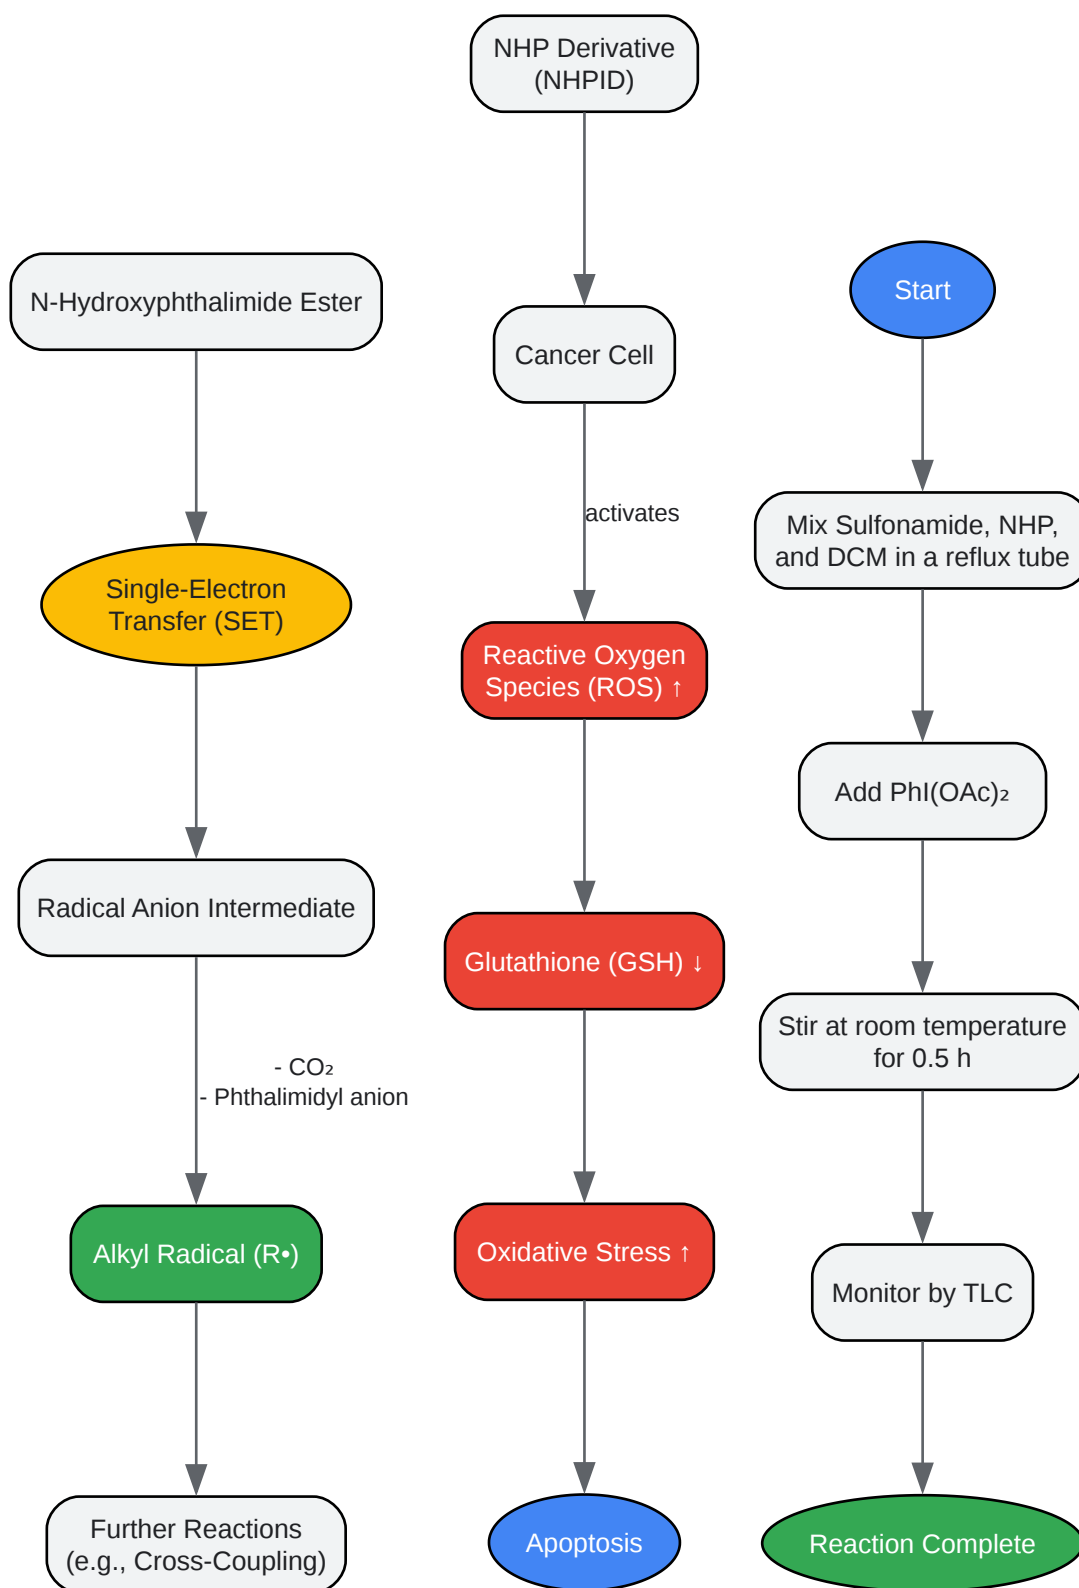 N-Hydroxyphthalimide Ester
Single-Electron
Transfer (SET)
Radical Anion Intermediate
- CO₂
- Phthalimidyl anion
Alkyl Radical (R•)
Further Reactions
(e.g., Cross-Coupling)
NHP Derivative
(NHPID)
Cancer Cell
activates
Reactive Oxygen
Species (ROS) ↑
Glutathione (GSH) ↓
Oxidative Stress ↑
Apoptosis
Start
Mix Sulfonamide, NHP,
and DCM in a reflux tube
Add PhI(OAc)₂
Stir at room temperature
for 0.5 h
Monitor by TLC
Reaction Complete